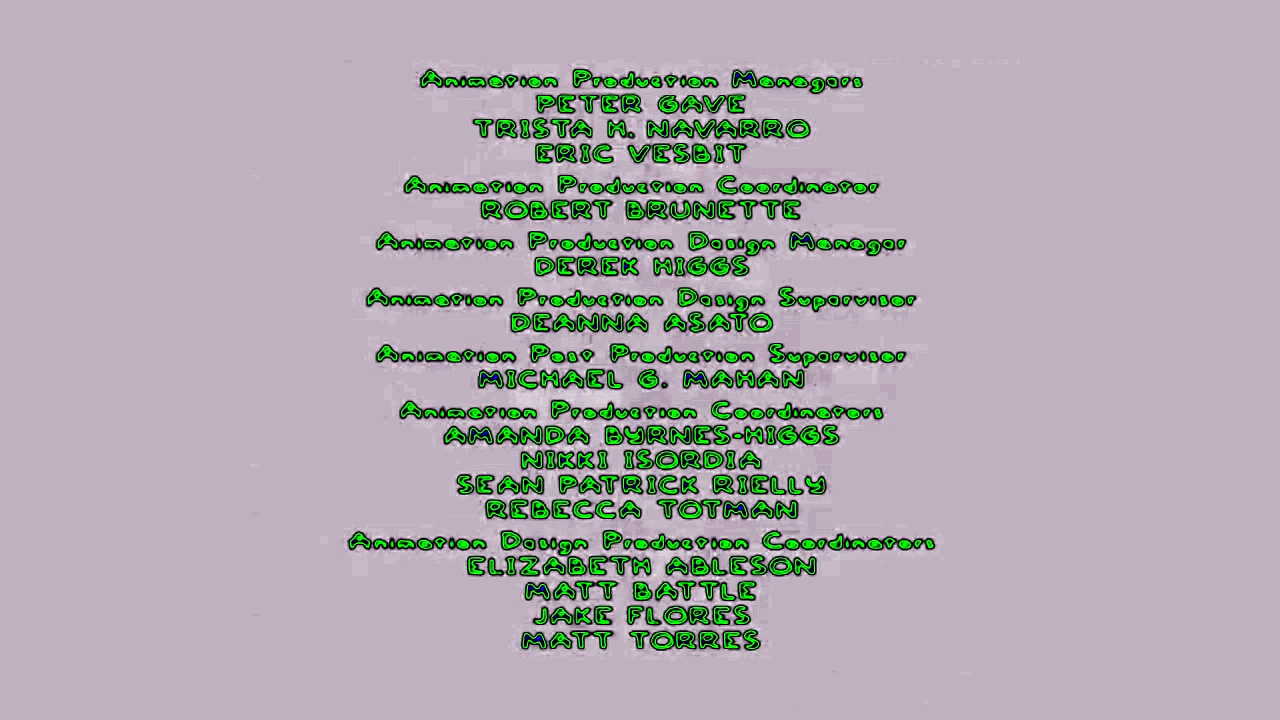 Animation Production Managers
PETER GAVE
TRISTA H. NAVARRO
ERIC VESBIT
Animation Production Coordinator
ROBERT BRUNETTE
Animation Production Design Manager
DEREK HIGGS
Animation Production Design Supervisor
DEANNA ASATO
Animation Post Production Supervisor
MICHAEL G. MAHAN
Animation Production Coordinators
AMANDA BYRNES-HIGGS
NIKKI ISORDIA
SEAN PATRICK RIELLY
REBECCA TOTMAN
Animation Design Production Coordinators
ELIZABETH ABLESON
MATT BATTLE
JAKE FLORES
MATT TORRES